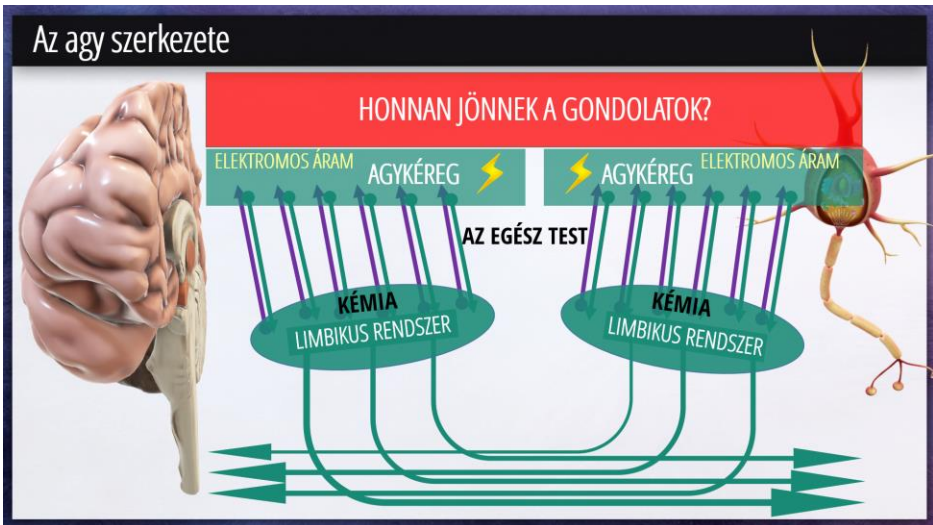 Az agy szerkezete
HONNAN JÖNNEK A GONDOLATOK?
ELEKTROMOS ÁRAM
AGYKÉREG
AGYKÉREG
ELEKTROMOS ÁRAM
AZ EGÉSZ TEST
KÉMIA
LIMBIKUS RENDSZER
KÉMIA
LIMBIKUS RENDSZER